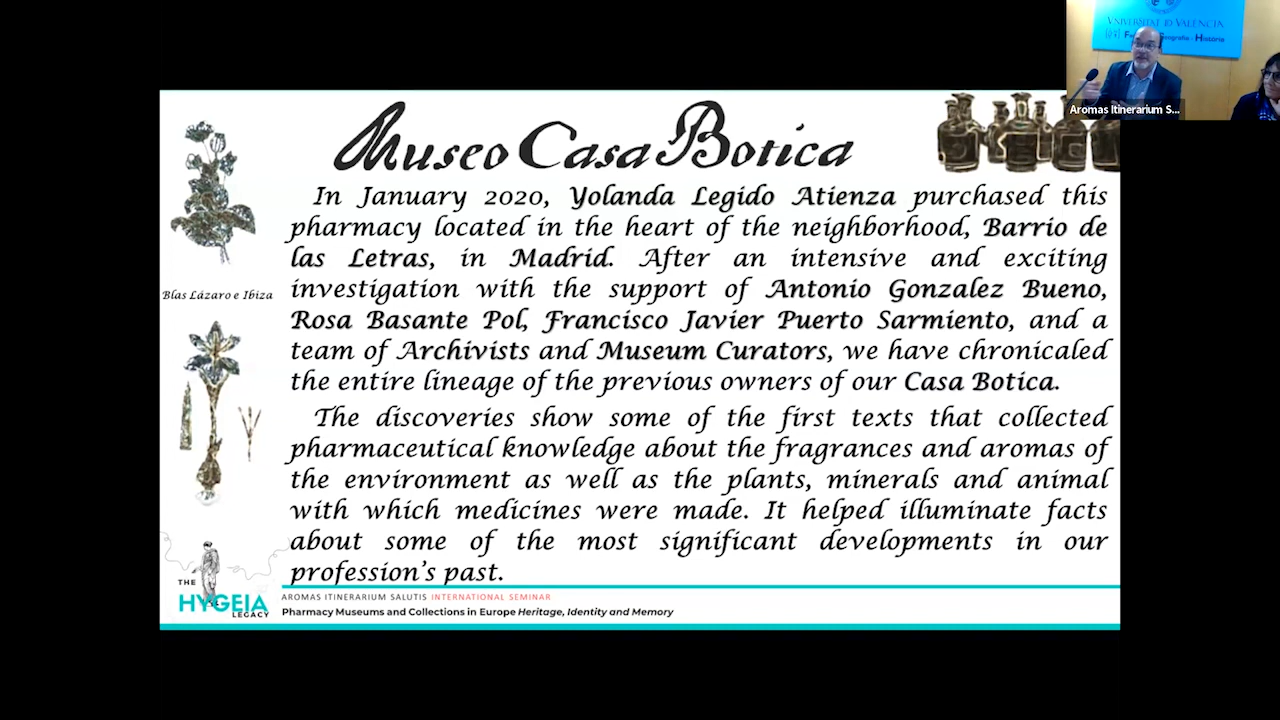 VNIVERSITAT ID VALÈNCIA
Aromas Itinerarium S...
Museo Casa Botica
In January 2020, Yolanda Legido Atienza purchased this
pharmacy located in the heart of the neighborhood, Barrio de
las Letras, in Madrid. After an intensive and exciting
investigation with the support of Antonio Gonzalez Bueno,
Rosa Basante Pol, Francisco Javier Puerto Sarmiento, and a
team of Archivists and Museum Curators, we have chronicaled
the entire lineage of the previous owners of our Casa Botica.
The discoveries show some of the first texts that collected
pharmaceutical knowledge about the fragrances and aromas of
the environment as well as the plants, minerals and animal
with which medicines were made. It helped illuminate facts
about some of the most significant developments in our
profession's past.
Blas Lázaro e Ibiza
THE
HYGEIA
LEGACY
AROMAS ITINERARIUM SALUTIS INTERNATIONAL SEMINAR
Pharmacy Museums and Collections in Europe Heritage, Identity and Memory